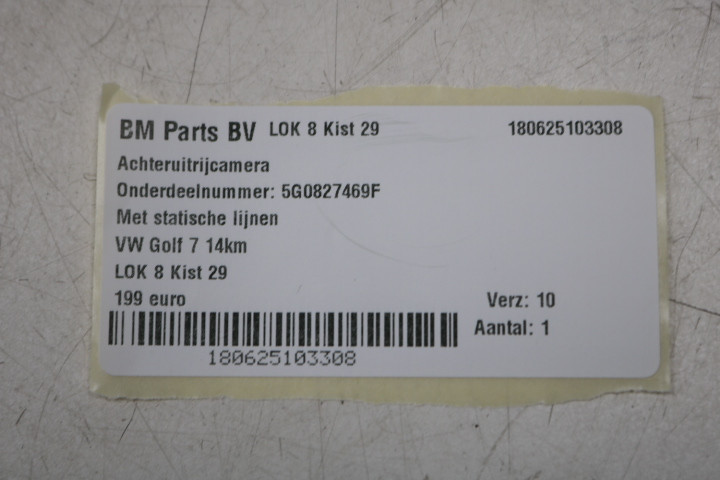 BM Parts BV LOK 8 Kist 29 180625103308
Achteruitrijcamera
Onderdeelnummer: 5G0827469F
Met statische lijnen
VW Golf 7 14km
LOK 8 Kist 29
199 euro Verz: 10
Aantal: 1
180625103308